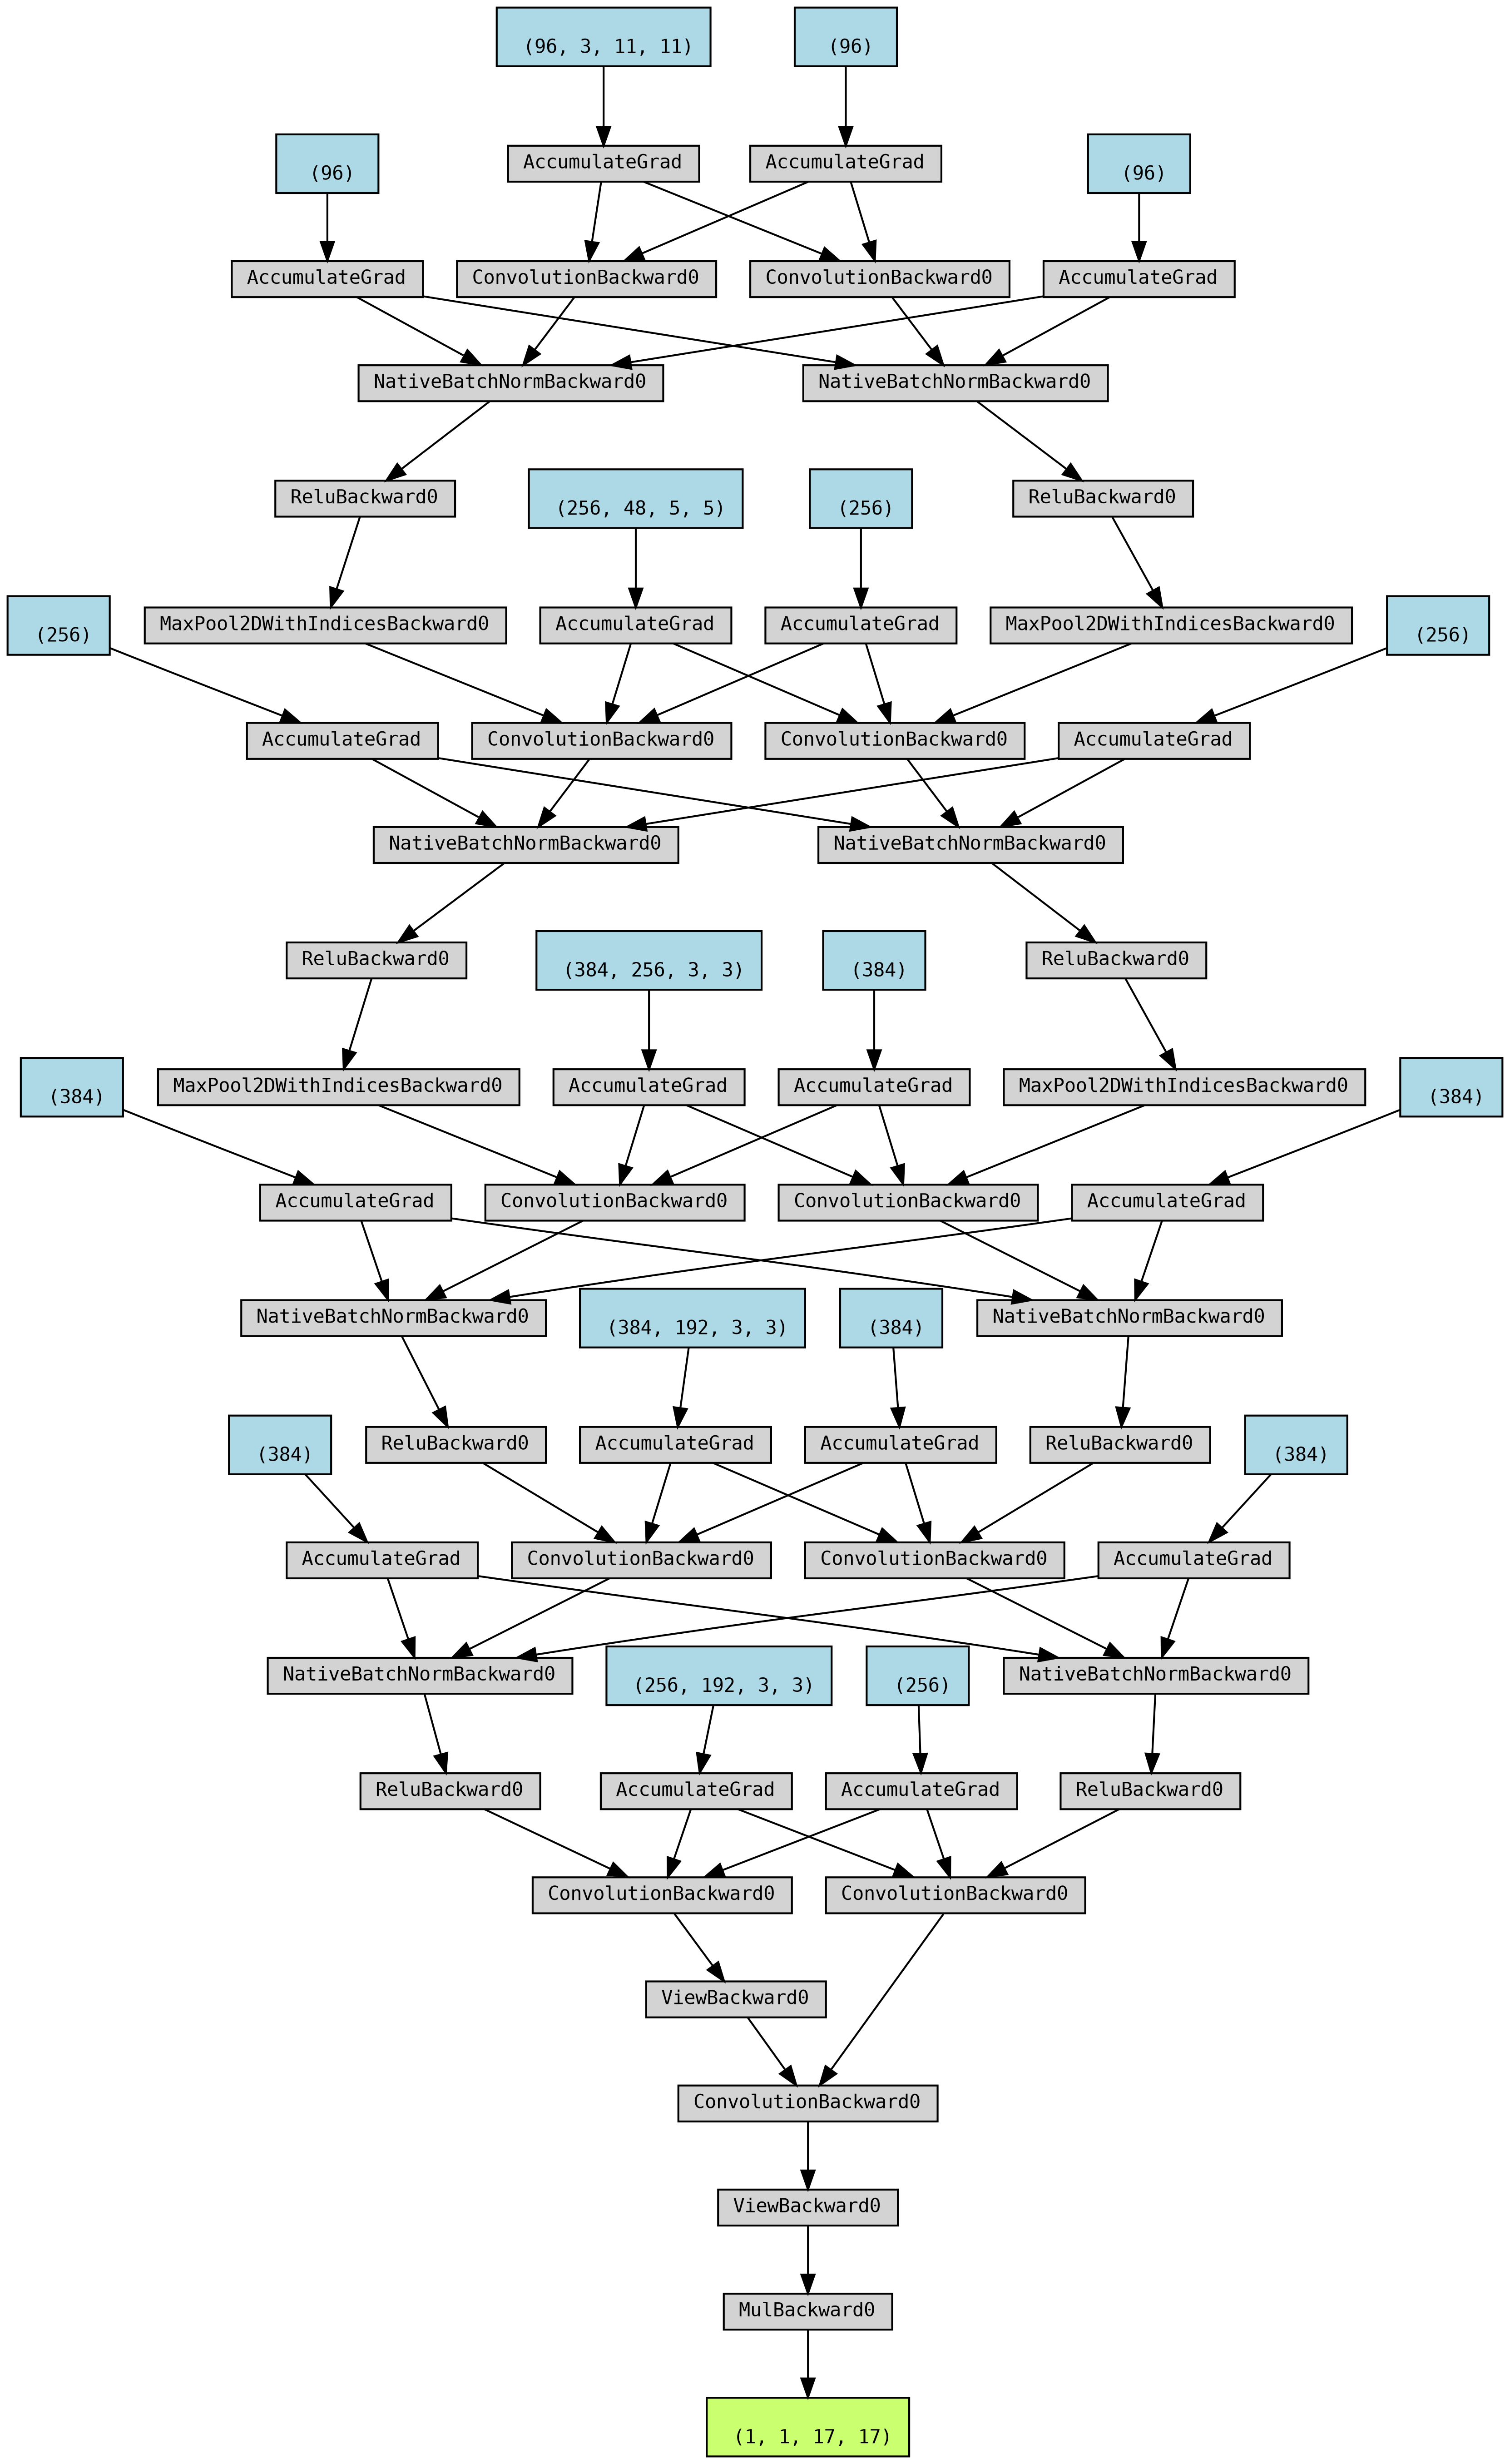 (96, 3, 11, 11)
(96)
(96)
AccumulateGrad
AccumulateGrad
(96)
AccumulateGrad
ConvolutionBackward0
ConvolutionBackward0
AccumulateGrad
NativeBatchNormBackward0
NativeBatchNormBackward0
ReluBackward0
(256, 48, 5, 5)
(256)
ReluBackward0
(256)
MaxPool2DWithIndicesBackward0
AccumulateGrad
AccumulateGrad
MaxPool2DWithIndicesBackward0
(256)
AccumulateGrad
ConvolutionBackward0
ConvolutionBackward0
AccumulateGrad
NativeBatchNormBackward0
NativeBatchNormBackward0
ReluBackward0
(384, 256, 3, 3)
(384)
ReluBackward0
(384)
MaxPool2DWithIndicesBackward0
AccumulateGrad
AccumulateGrad
MaxPool2DWithIndicesBackward0
(384)
AccumulateGrad
ConvolutionBackward0
ConvolutionBackward0
AccumulateGrad
NativeBatchNormBackward0
(384, 192, 3, 3)
(384)
NativeBatchNormBackward0
(384)
ReluBackward0
AccumulateGrad
AccumulateGrad
ReluBackward0
(384)
AccumulateGrad
ConvolutionBackward0
ConvolutionBackward0
AccumulateGrad
NativeBatchNormBackward0
(256, 192, 3, 3)
(256)
NativeBatchNormBackward0
ReluBackward0
AccumulateGrad
AccumulateGrad
ReluBackward0
ConvolutionBackward0
ConvolutionBackward0
ViewBackward0
ConvolutionBackward0
ViewBackward0
MulBackward0
(1, 1, 17, 17)